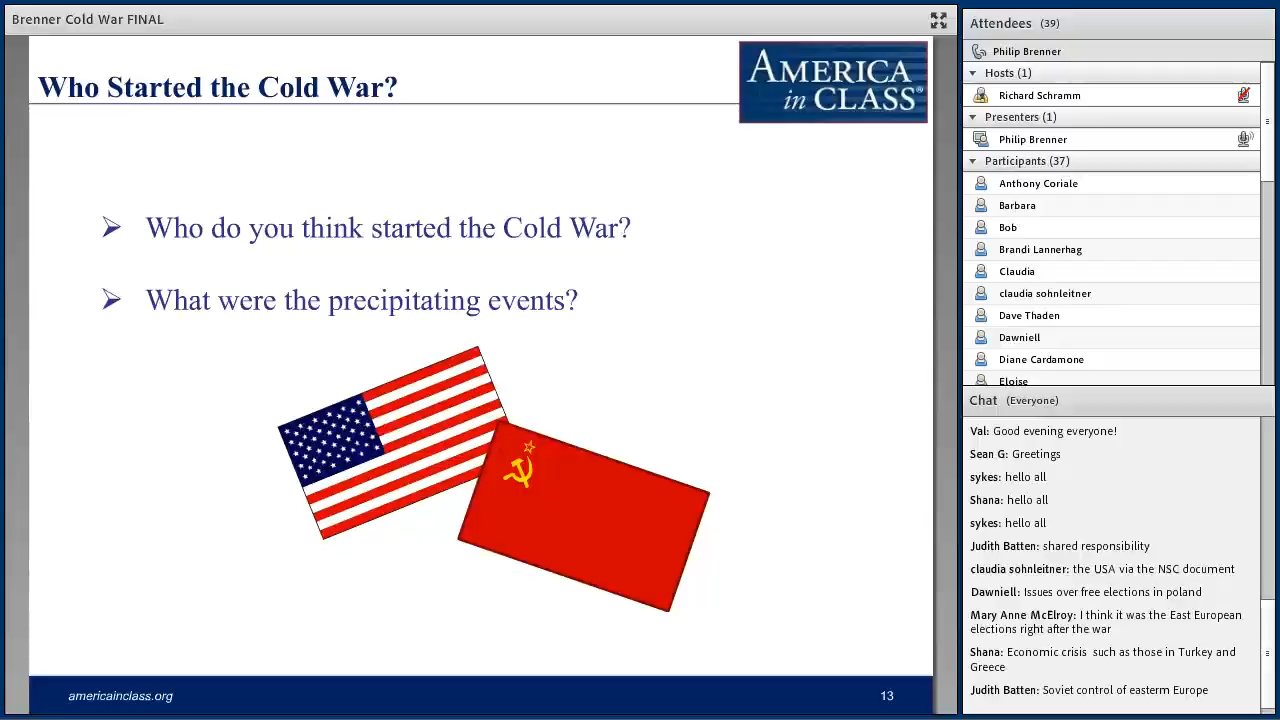 Brenner Cold War FINAL
Who Started the Cold War?
AMERICA
in CLASS®
Who do you think started the Cold War?
What were the precipitating events?
americainclass.org
13
Attendees (39)
Philip Brenner
Hosts (1)
Richard Schramm
Presenters (1)
Philip Brenner
Participants (37)
Anthony Coriale
Barbara
Bob
Brandi Lannerhag
Claudia
claudia sohnleitner
Dave Thaden
Dawniell
Diane Cardamone
Eloise
Chat (Everyone)
Val: Good evening everyone!
Sean G: Greetings
sykes: hello all
Shana: hello all
sykes: hello all
Judith Batten: shared responsibility
claudia sohnleitner: the USA via the NSC document
Dawniell: Issues over free elections in poland
Mary Anne McElroy: I think it was the East European
elections right after the war
Shana: Economic crisis such as those in Turkey and
Greece
Judith Batten: Soviet control of eastern Europe